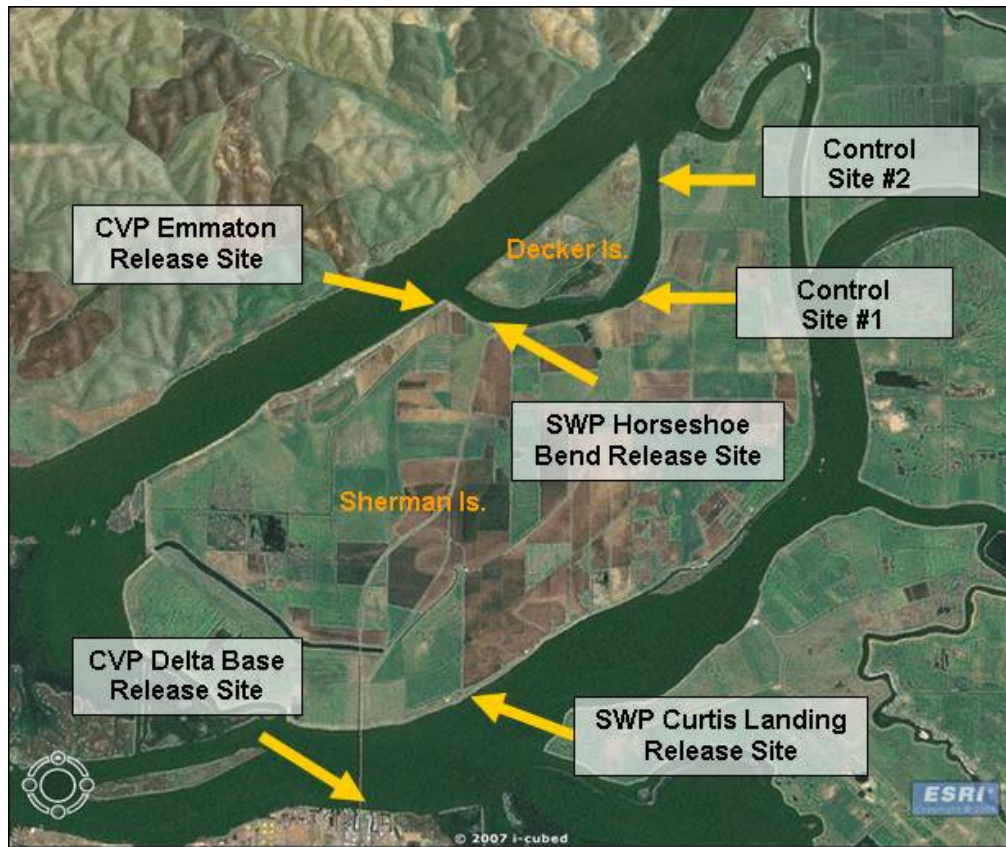 Control
Site #2
CVP Emmaton
Release Site
Decker Is.
Control
Site #1
SWP Horseshoe
Bend Release Site
Sherman Is.
CVP Delta Base
Release Site
SWP Curtis Landing
Release Site
ESRI
© 2007 i-cubed